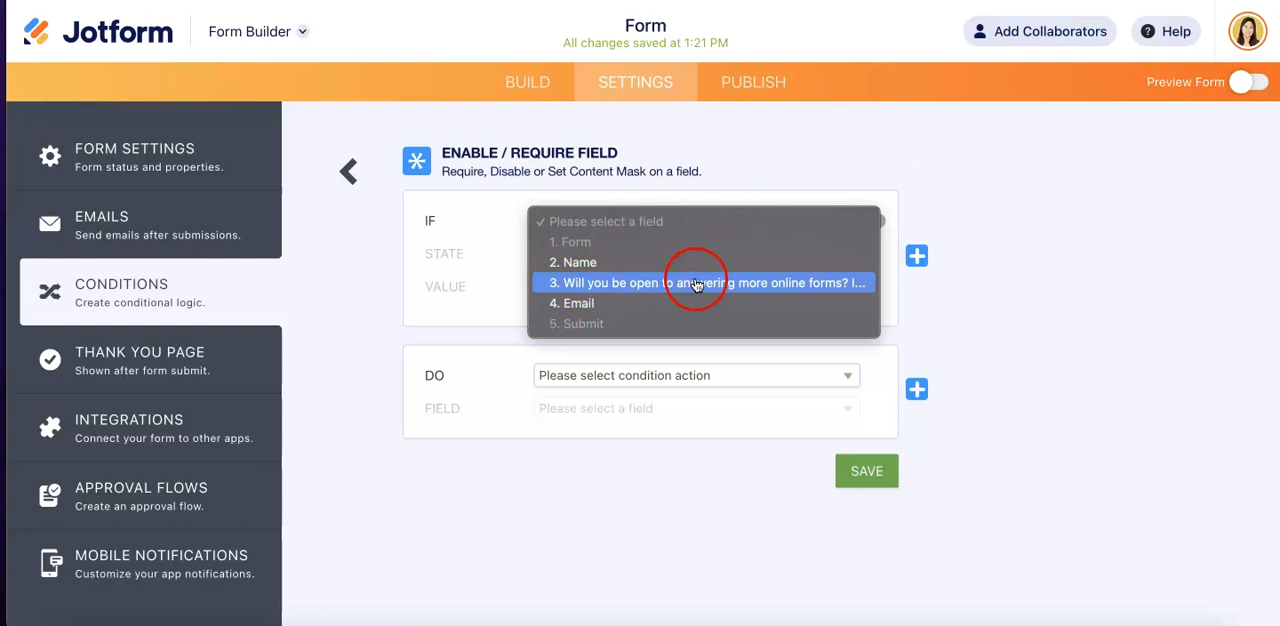 Jotform
Form Builder
Form
All changes saved at 1:21 PM
Add Collaborators
Help
BUILD
SETTINGS
PUBLISH
Preview Form
FORM SETTINGS
Form status and properties.
EMAILS
Send emails after submissions.
CONDITIONS
Create conditional logic.
THANK YOU PAGE
Shown after form submit.
INTEGRATIONS
Connect your form to other apps.
APPROVAL FLOWS
Create an approval flow.
MOBILE NOTIFICATIONS
Customize your app notifications.
ENABLE / REQUIRE FIELD
Require, Disable or Set Content Mask on a field.
IF
STATE
VALUE
✓ Please select a field
1. Form
2. Name
3. Will you be open to answering more online forms? I...
4. Email
5. Submit
DO
Please select condition action
FIELD
Please select a field
SAVE